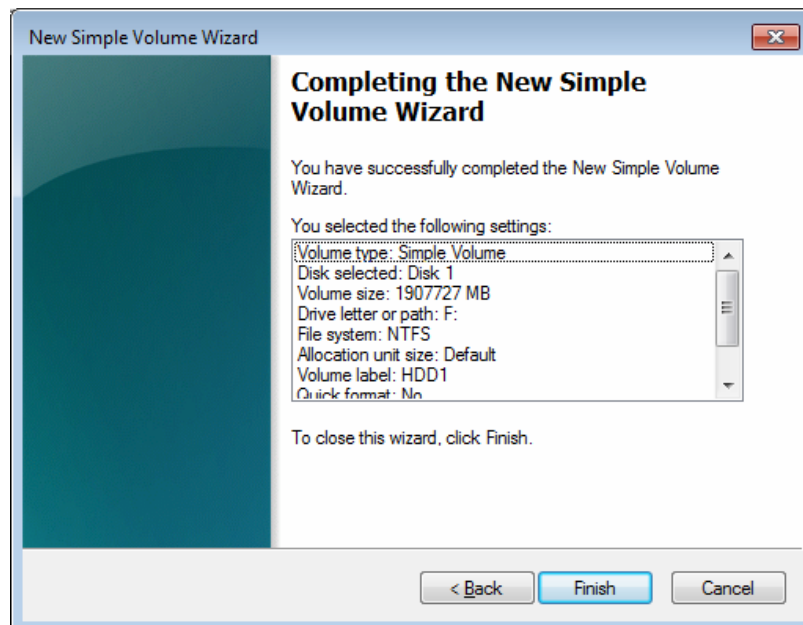 New Simple Volume Wizard
Completing the New Simple
Volume Wizard
You have successfully completed the New Simple Volume
Wizard.
You selected the following settings:
Volume type: Simple Volume
Disk selected: Disk 1
Volume size: 1907727 MB
Drive letter or path: F:
File system: NTFS
Allocation unit size: Default
Volume label: HDD1
Quick format: No
To close this wizard, click Finish.
< Back
Finish
Cancel